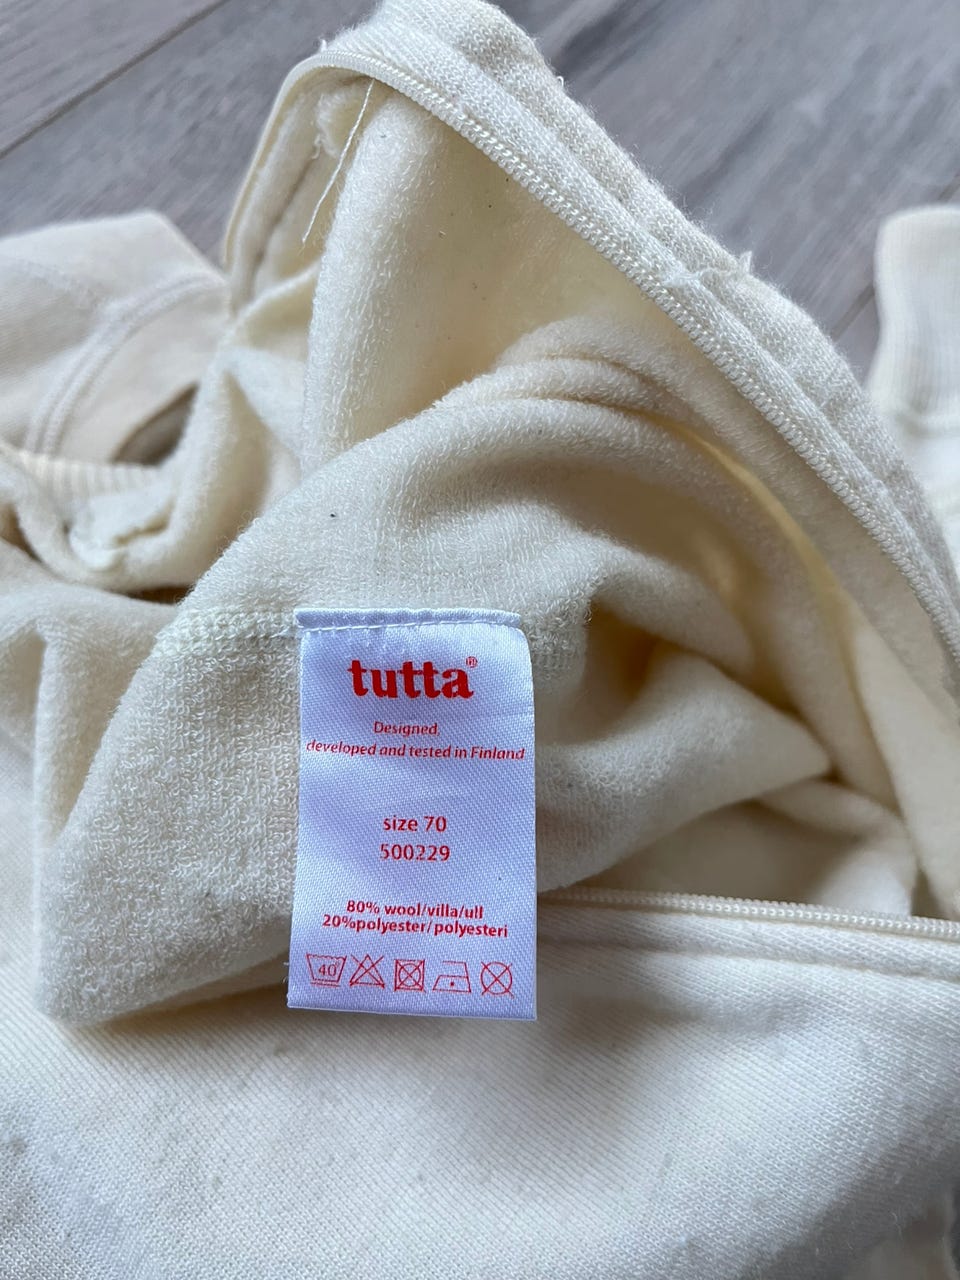 tutta®
Designed,
developed and tested in Finland
size 70
500229
80% wool/villa/ull
20%polyester/polyesteri
40